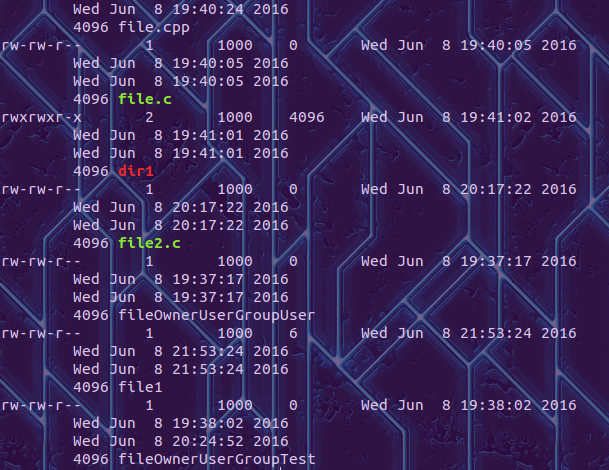 Wed Jun  8 19:40:24 2016
4096 file.cpp
rw-rw-r-- 1 1000 0 Wed Jun  8 19:40:05 2016
Wed Jun  8 19:40:05 2016
Wed Jun  8 19:40:05 2016
4096 file.c
rwxrwxr-x 2 1000 4096 Wed Jun  8 19:41:02 2016
Wed Jun  8 19:41:01 2016
Wed Jun  8 19:41:01 2016
4096 dir1
rw-rw-r-- 1 1000 0 Wed Jun  8 20:17:22 2016
Wed Jun  8 20:17:22 2016
Wed Jun  8 20:17:22 2016
4096 file2.c
rw-rw-r-- 1 1000 0 Wed Jun  8 19:37:17 2016
Wed Jun  8 19:37:17 2016
Wed Jun  8 19:37:17 2016
4096 fileOwnerUserGroupUser
rw-rw-r-- 1 1000 6 Wed Jun  8 21:53:24 2016
Wed Jun  8 21:53:24 2016
Wed Jun  8 21:53:24 2016
4096 file1
rw-rw-r-- 1 1000 0 Wed Jun  8 19:38:02 2016
Wed Jun  8 19:38:02 2016
Wed Jun  8 20:24:52 2016
4096 fileOwnerUserGroupTest